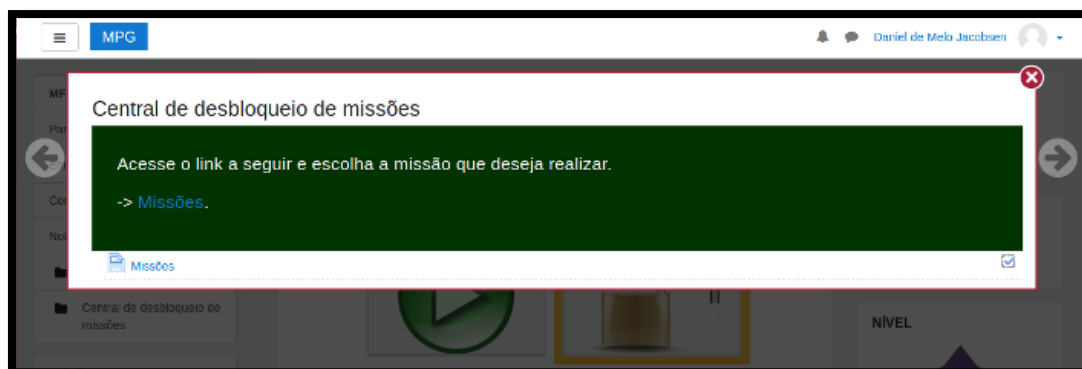 MPG
Daniel de Melo Jacobsen
Central de desbloqueio de missões
Acesse o link a seguir e escolha a missão que deseja realizar.
-> Missões.
Missões
Central de desbloqueio de
missões
NÍVEL